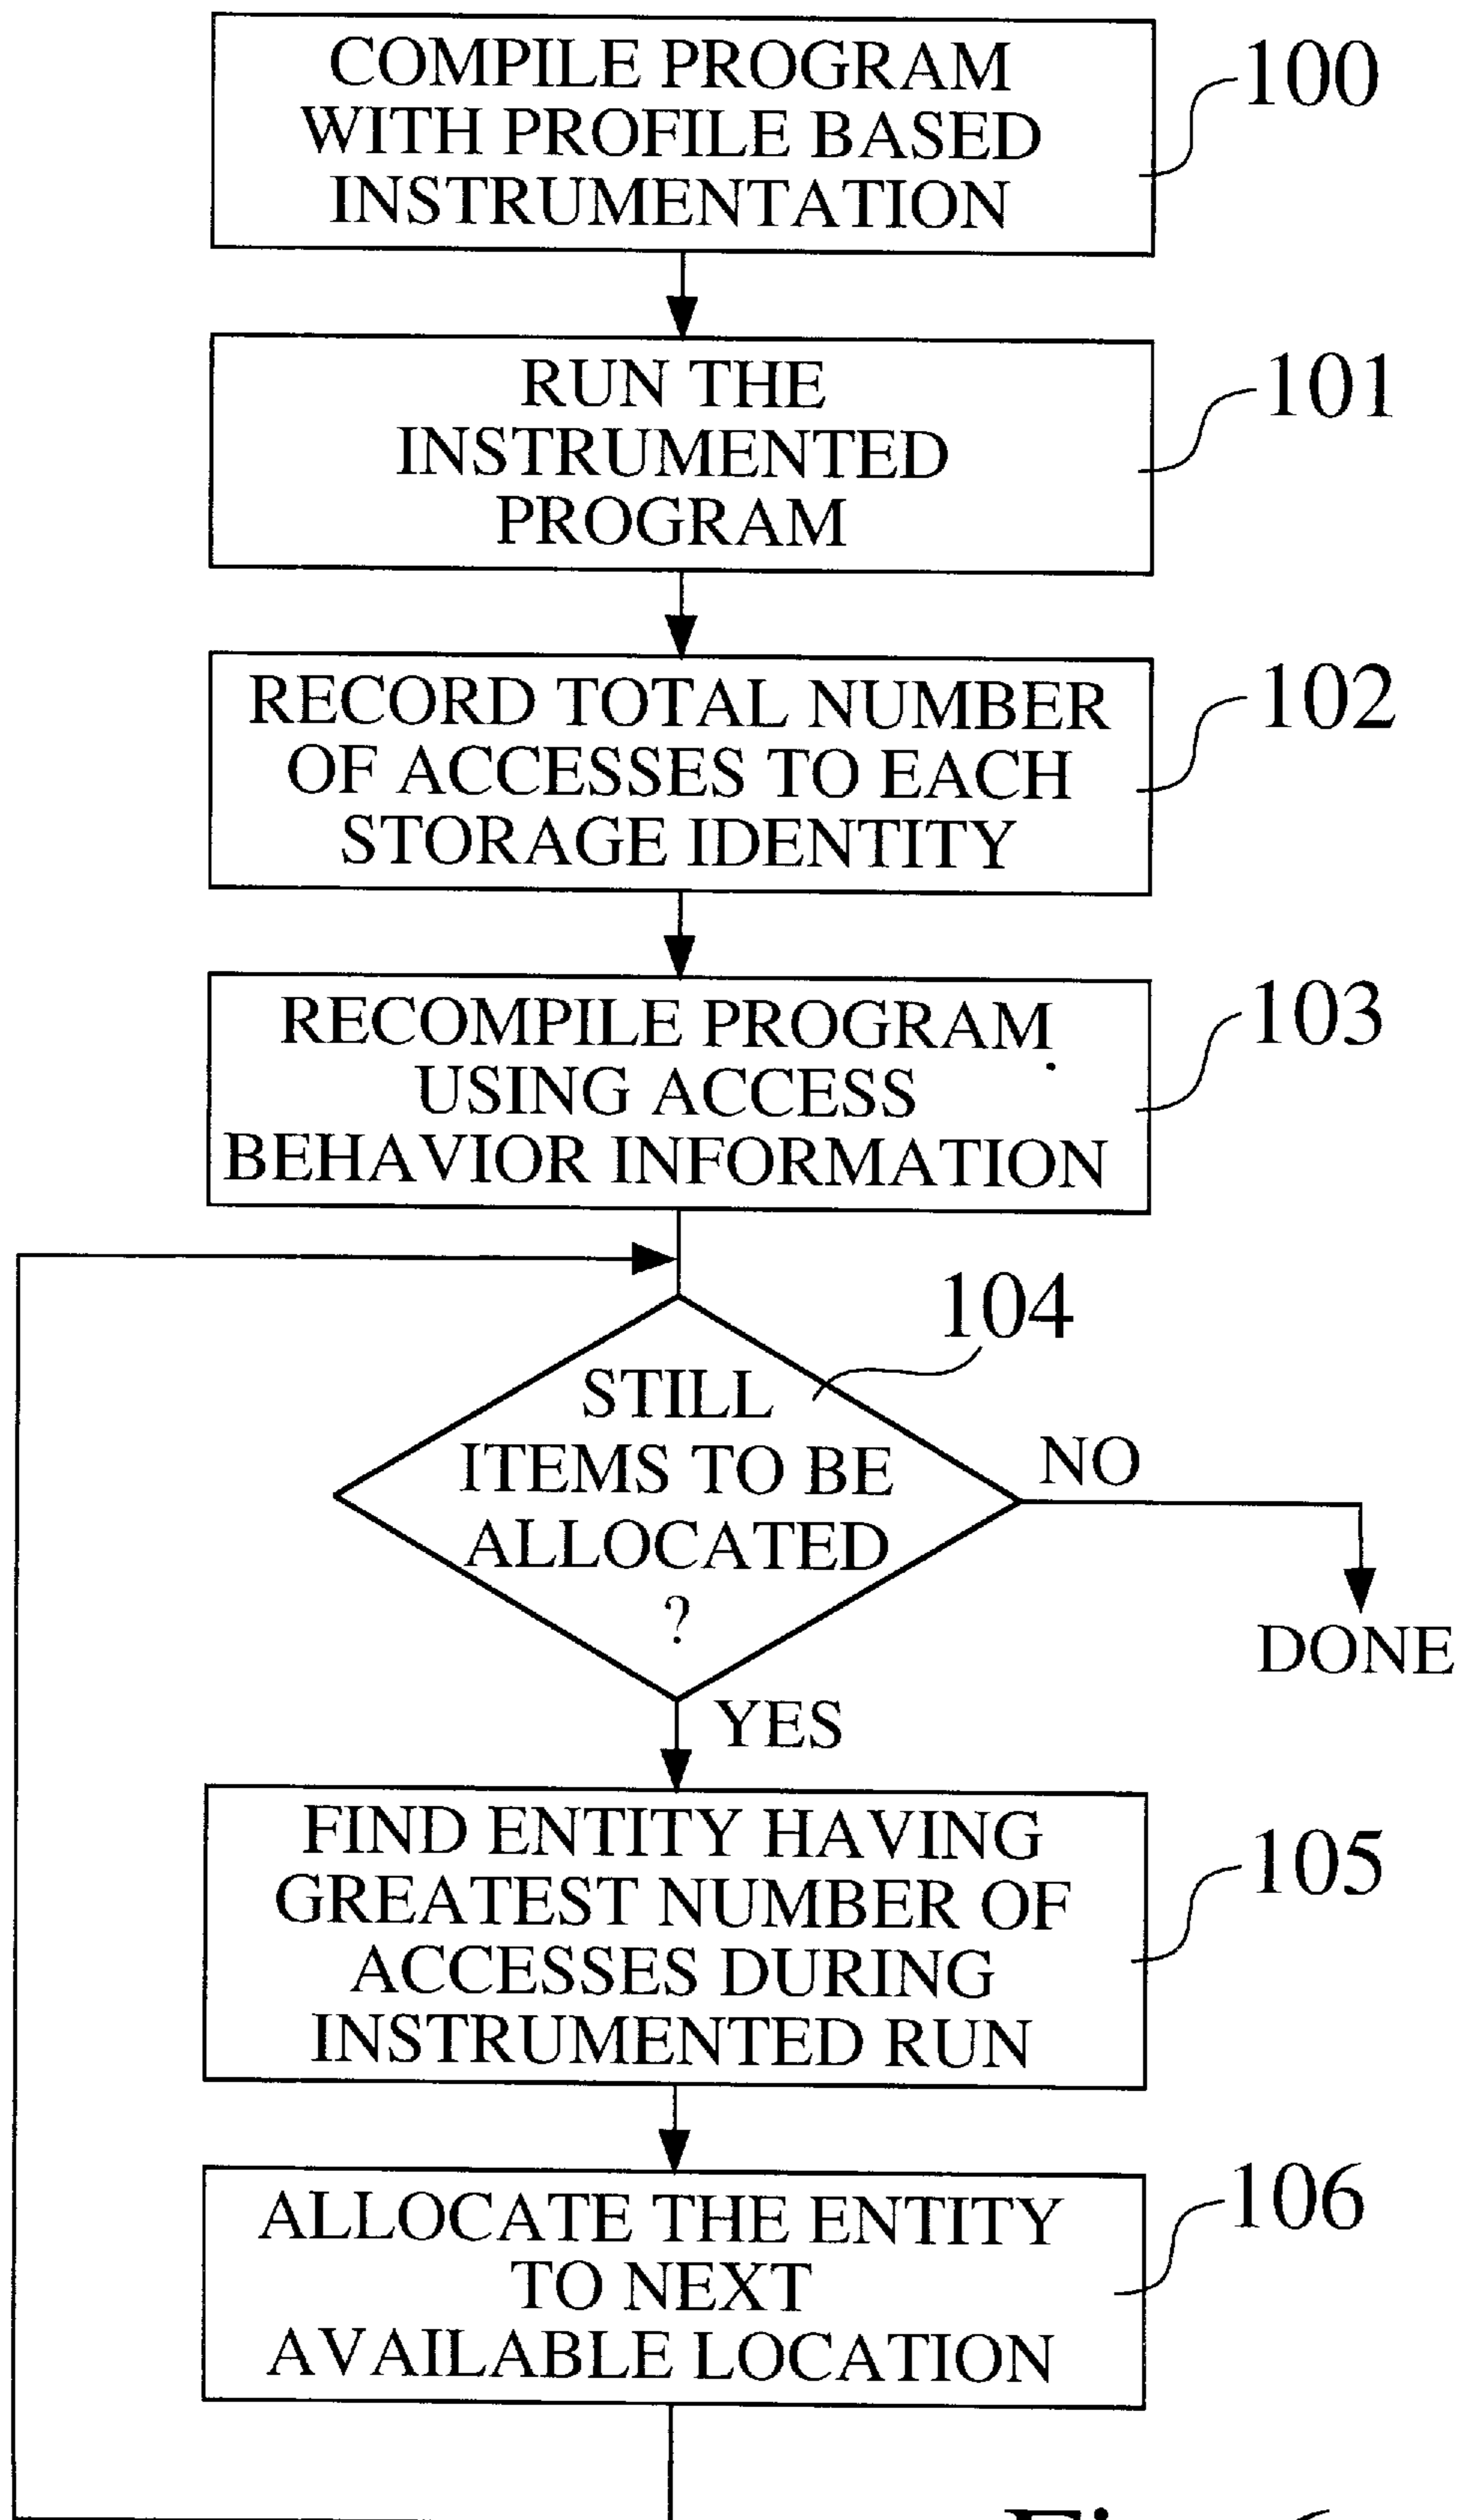 COMPILE PROGRAM
WITH PROFILE BASED
INSTRUMENTATION
100
RUN THE
INSTRUMENTED
PROGRAM
101
RECORD TOTAL NUMBER
OF ACCESSES TO EACH
STORAGE IDENTITY
102
RECOMPILE PROGRAM
USING ACCESS
BEHAVIOR INFORMATION
103
104
STILL
ITEMS TO BE
ALLOCATED
?
NO
DONE
YES
FIND ENTITY HAVING
GREATEST NUMBER OF
ACCESSES DURING
INSTRUMENTED RUN
105
ALLOCATE THE ENTITY
TO NEXT
AVAILABLE LOCATION
106